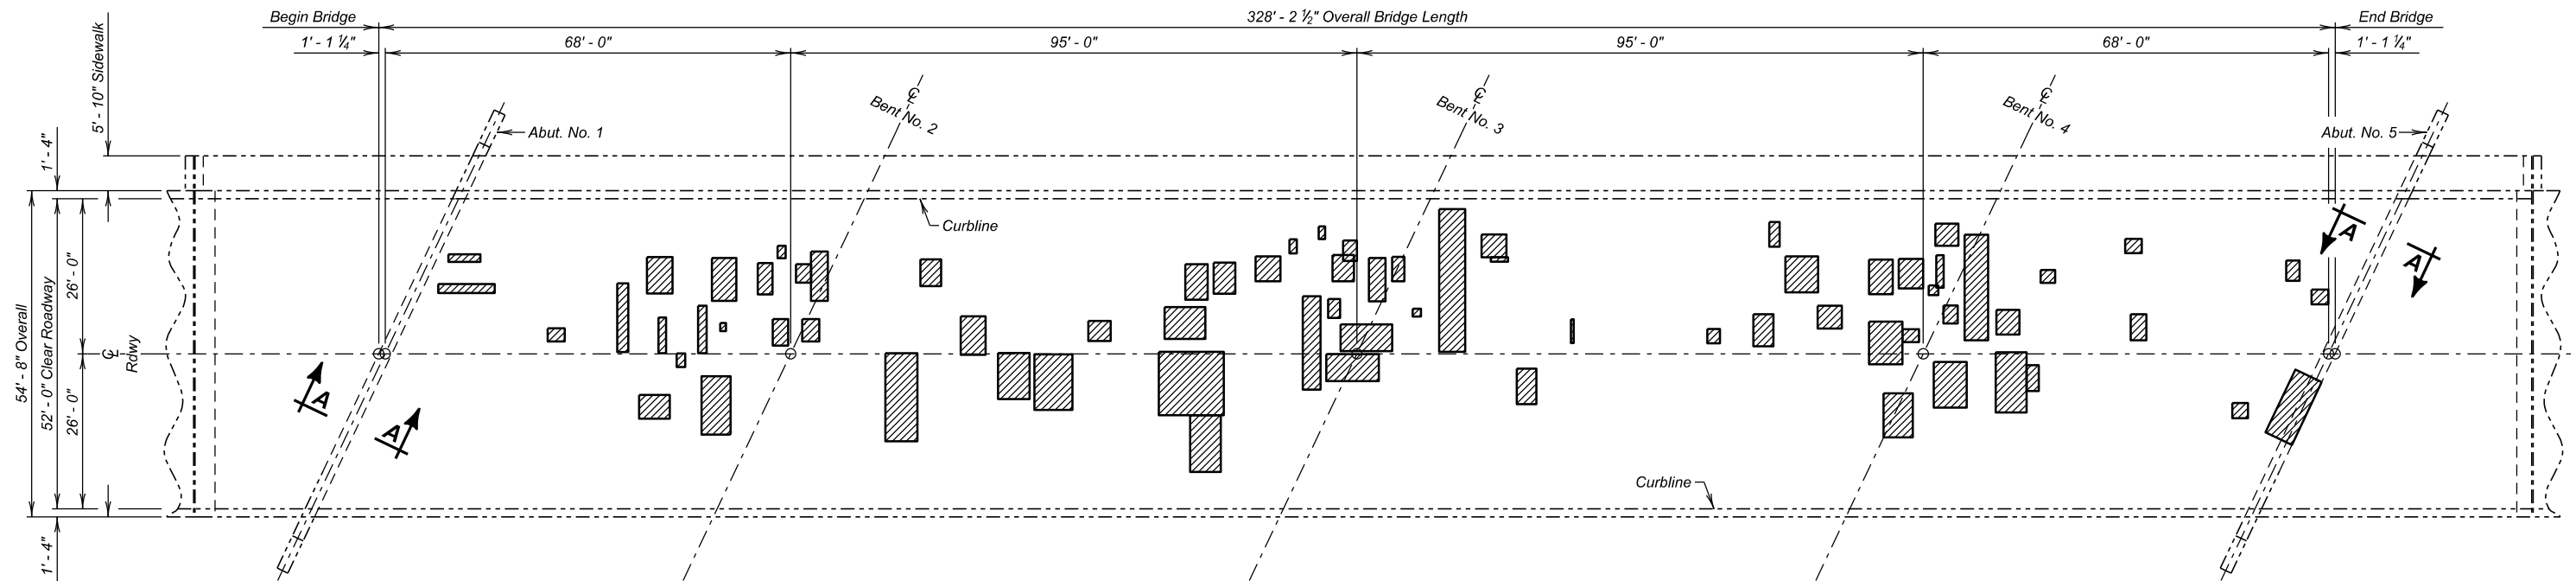 Begin Bridge
328' - 2 ½" Overall Bridge Length
End Bridge
1' - 1 ¼"
68' - 0"
95' - 0"
95' - 0"
68' - 0"
1' - 1 ¼"
5' - 10" Sidewalk
1' - 4"
Abut. No. 1
℄
Bent No. 2
℄
Bent No. 3
℄
Bent No. 4
Abut. No. 5
Curbline
54' - 8" Overall
52' - 0" Clear Roadway
26' - 0"
26' - 0"
℄
Rdwy
A
A
A
A
Curbline
1' - 4"